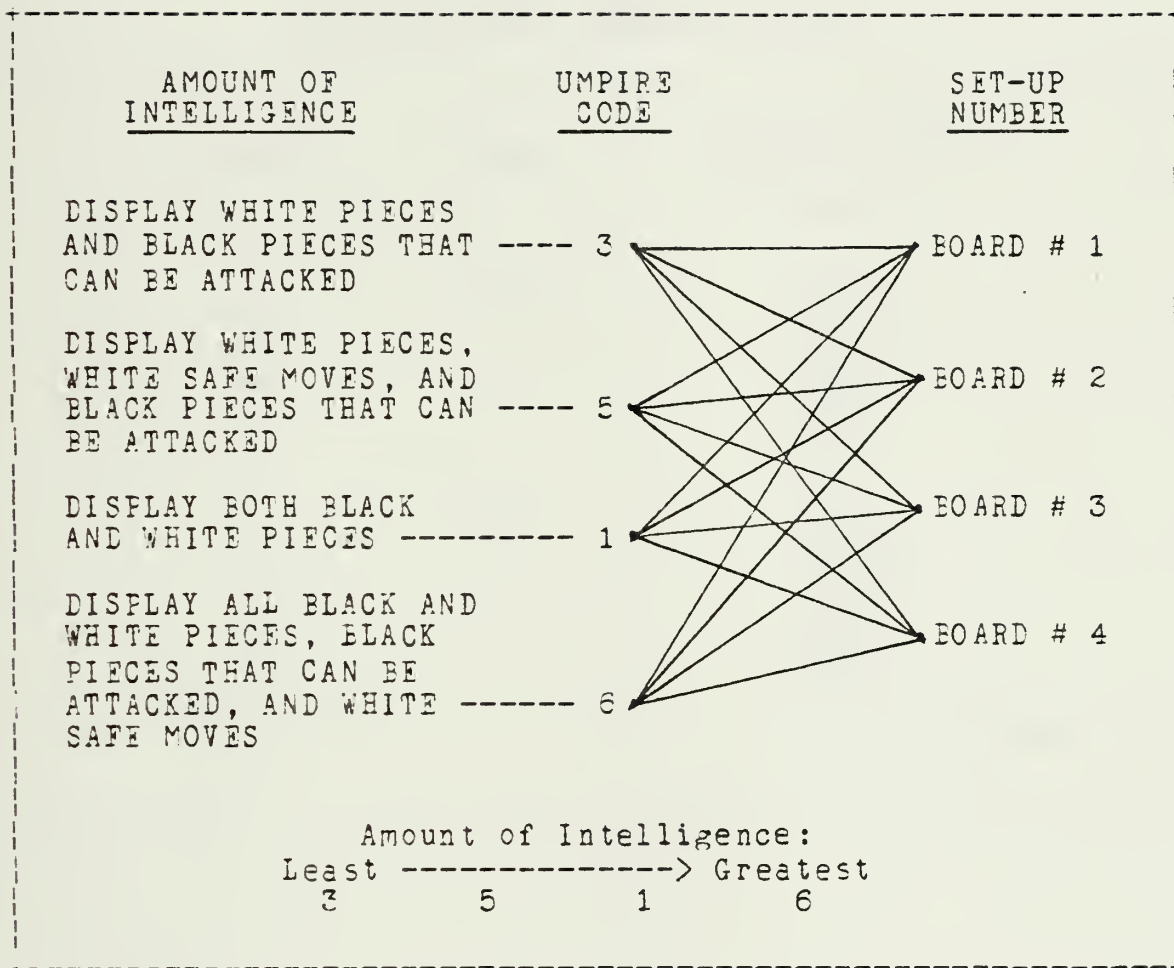 AMOUNT OF INTELLIGENCE
UMPIRE CODE
SET-UP NUMBER
DISPLAY WHITE PIECES
AND BLACK PIECES THAT ---- 3
CAN BE ATTACKED
DISPLAY WHITE PIECES,
WHITE SAFE MOVES, AND
BLACK PIECES THAT CAN ---- 5
BE ATTACKED
DISPLAY BOTH BLACK
AND WHITE PIECES --------- 1
DISPLAY ALL BLACK AND
WHITE PIECES, BLACK
PIECES THAT CAN BE
ATTACKED, AND WHITE ------ 6
SAFE MOVES
BOARD # 1
BOARD # 2
BOARD # 3
BOARD # 4
Amount of Intelligence:
Least --------------> Greatest
3 5 1 6